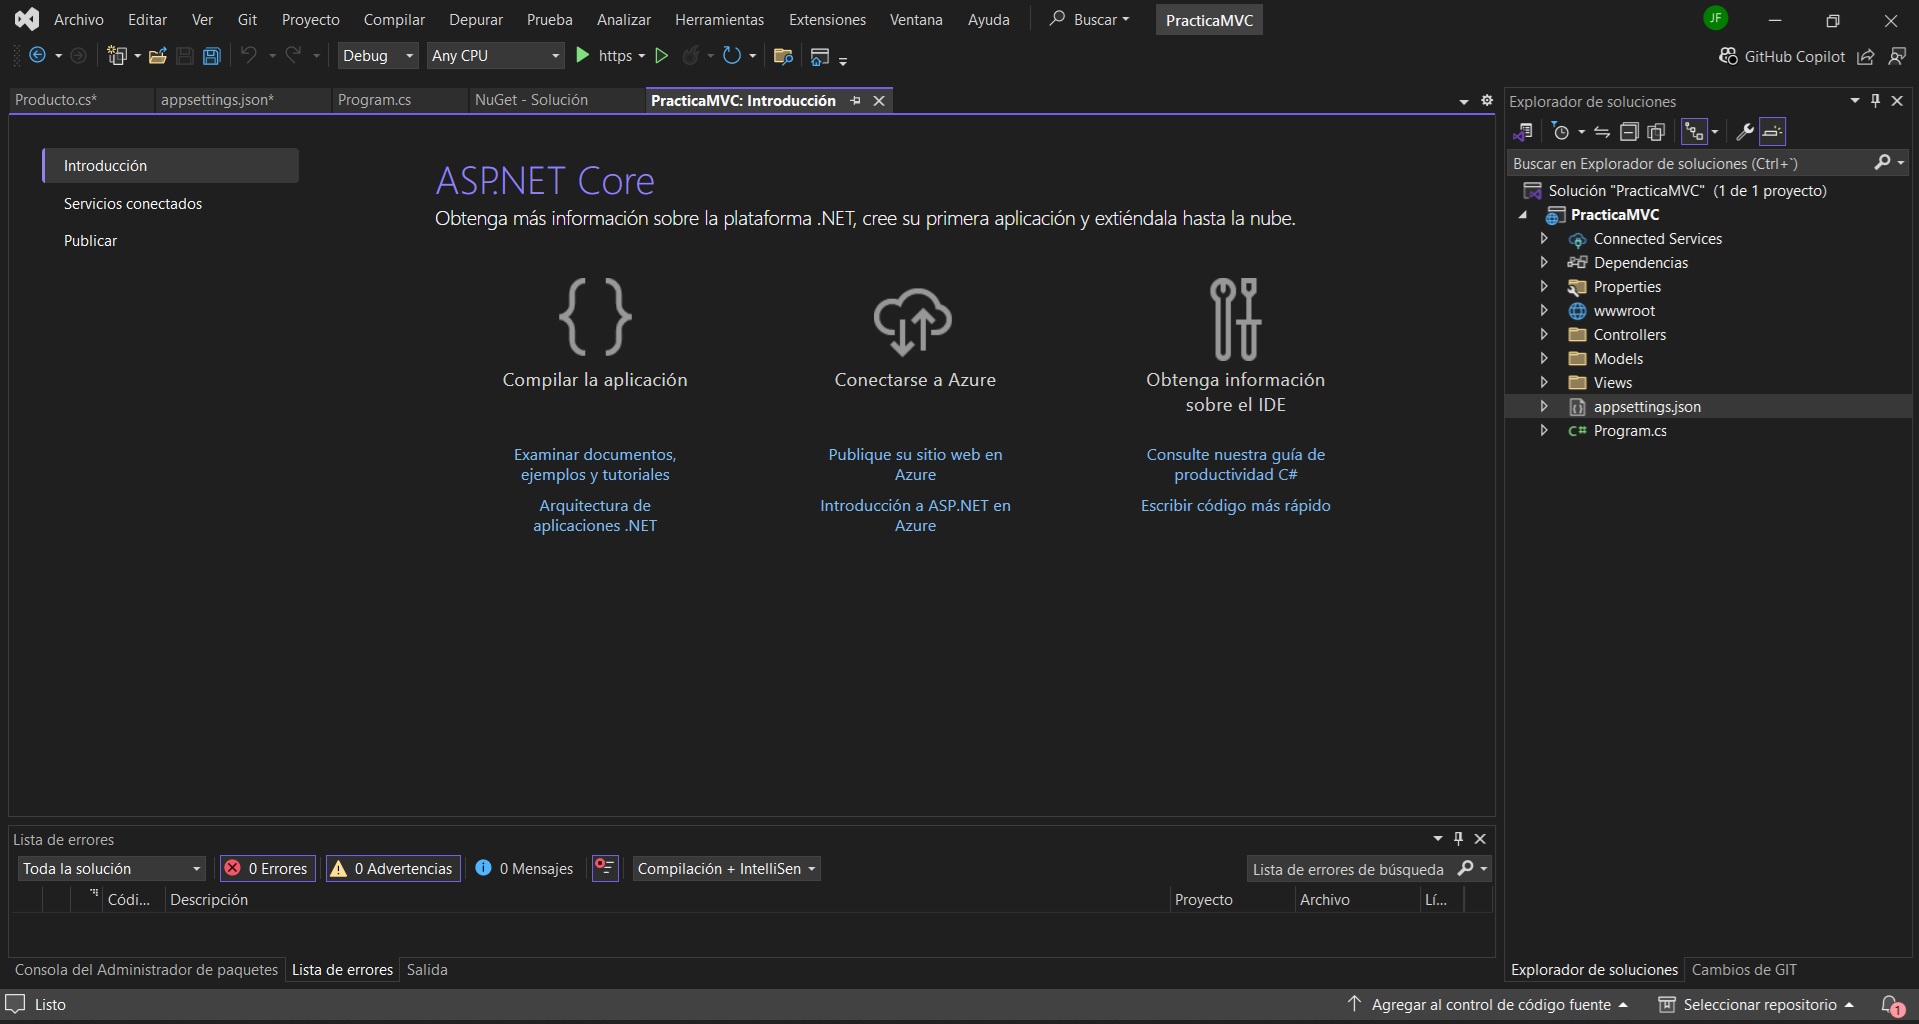 Archivo Editar Ver Git Proyecto Compilar Depurar Prueba Analizar Herramientas Extensiones Ventana Ayuda Buscar PracticaMVC JF
Debug Any CPU https GitHub Copilot
Producto.cs* appsettings.json* Program.cs NuGet - Solución PracticaMVC: Introducción
Introducción
Servicios conectados
Publicar
ASP.NET Core
Obtenga más información sobre la plataforma .NET, cree su primera aplicación y extiéndala hasta la nube.
Compilar la aplicación
Examinar documentos,
ejemplos y tutoriales
Arquitectura de
aplicaciones .NET
Conectarse a Azure
Publique su sitio web en
Azure
Introducción a ASP.NET en
Azure
Obtenga información
sobre el IDE
Consulte nuestra guía de
productividad C#
Escribir código más rápido
Explorador de soluciones
Buscar en Explorador de soluciones (Ctrl+`)
Solución "PracticaMVC" (1 de 1 proyecto)
PracticaMVC
Connected Services
Dependencias
Properties
wwwroot
Controllers
Models
Views
appsettings.json
C# Program.cs
Lista de errores
Toda la solución 0 Errores 0 Advertencias 0 Mensajes Compilación + IntelliSen Lista de errores de búsqueda
Códi... Descripción Proyecto Archivo Lí...
Consola del Administrador de paquetes Lista de errores Salida
Explorador de soluciones Cambios de GIT
Listo Agregar al control de código fuente Seleccionar repositorio 1